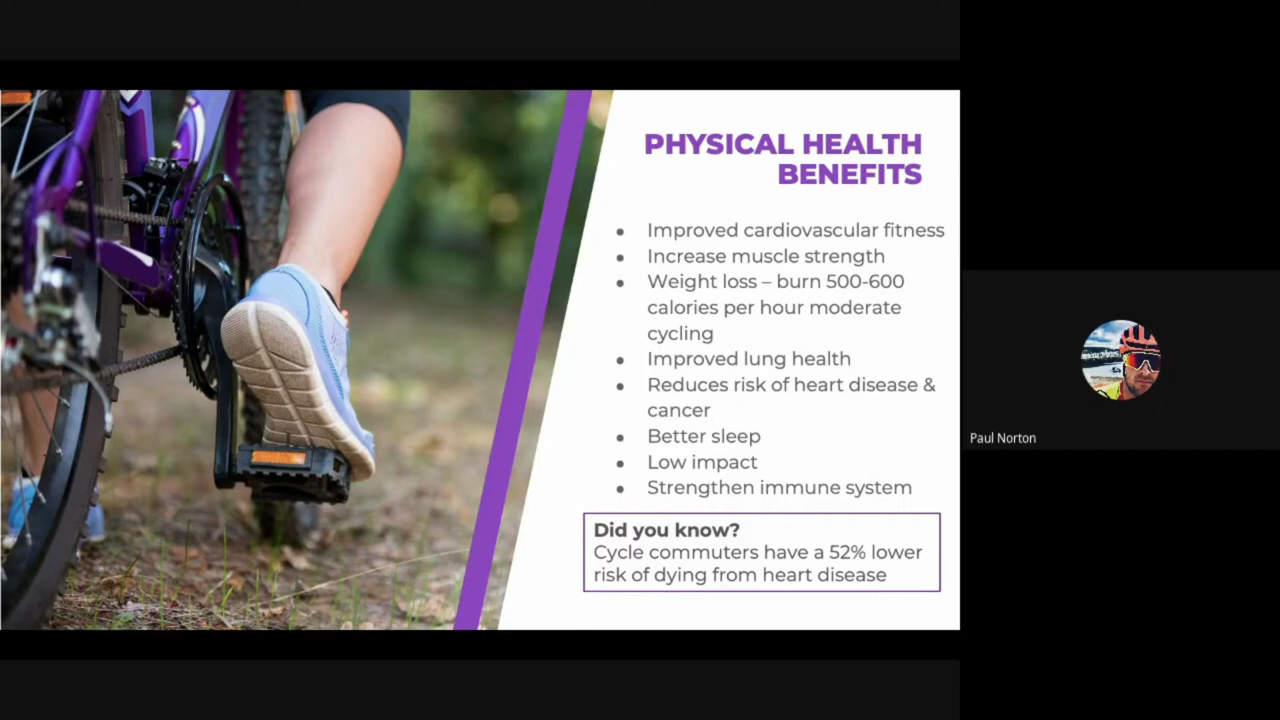 PHYSICAL HEALTH
BENEFITS
• Improved cardiovascular fitness
• Increase muscle strength
• Weight loss – burn 500-600
calories per hour moderate
cycling
• Improved lung health
• Reduces risk of heart disease &
cancer
• Better sleep
• Low impact
• Strengthen immune system
Did you know?
Cycle commuters have a 52% lower
risk of dying from heart disease
Paul Norton